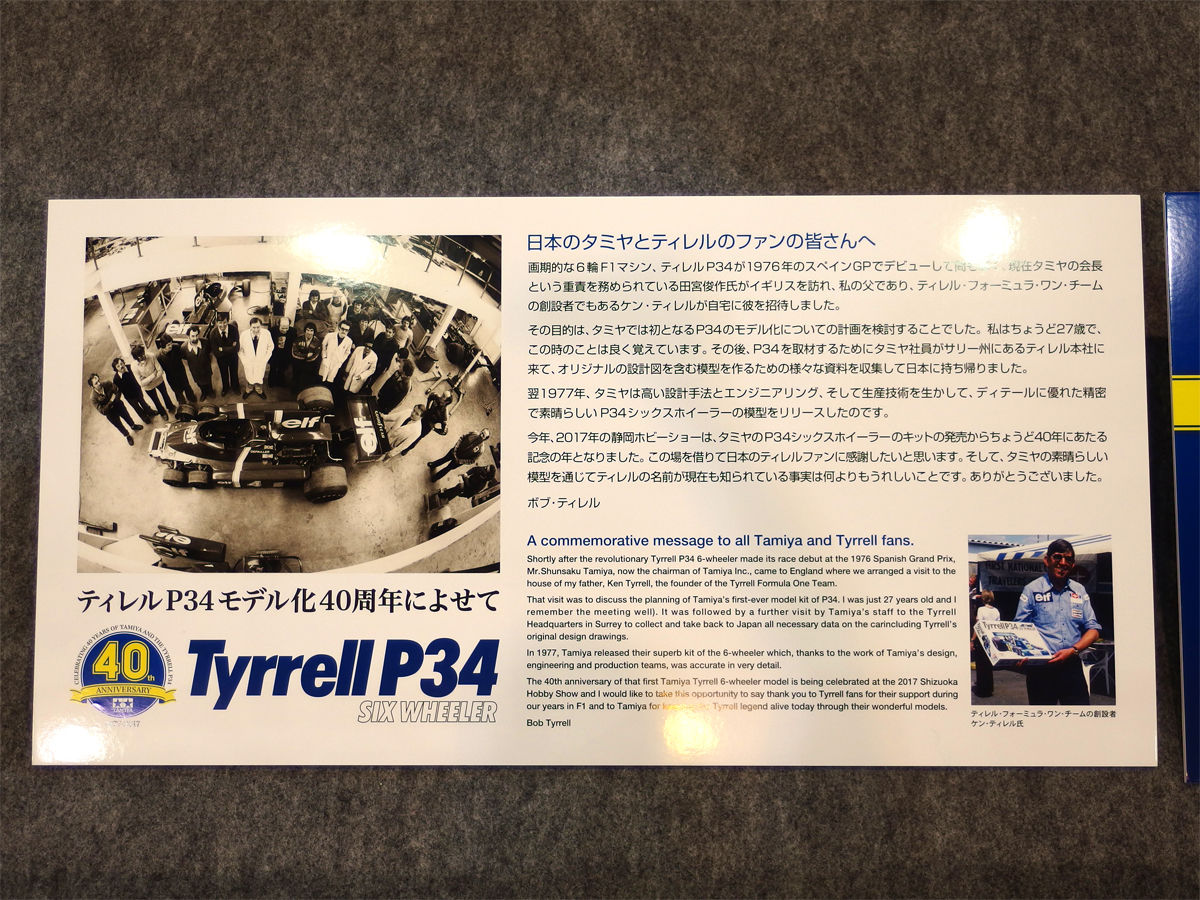 日本のタミヤとティレルのファンの皆さんへ
画期的な6輪F1マシン、ティレルP34が1976年のスペインGPでデビューして間もなく、現在タミヤの会長
という重責を務められている田宮俊作氏がイギリスを訪れ、私の父であり、ティレル・フォーミュラ・ワン・チーム
の創設者でもあるケン・ティレルが自宅に彼を招待しました。
その目的は、タミヤでは初となるP34のモデル化についての計画を検討することでした。私はちょうど27歳で、
この時のことは良く覚えています。その後、P34を取材するためにタミヤ社員がサリー州にあるティレル本社に
来て、オリジナルの設計図を含む模型を作るための様々な資料を収集して日本に持ち帰りました。
翌1977年、タミヤは高い設計手法とエンジニアリング、そして生産技術を生かして、ディテールに優れた精密
で素晴らしいP34シックスホイーラーの模型をリリースしたのです。
今年、2017年の静岡ホビーショーは、タミヤのP34シックスホイーラーのキットの発売からちょうど40年にあたる
記念の年となりました。この場を借りて日本のティレルファンに感謝したいと思います。そして、タミヤの素晴らしい
模型を通じてティレルの名前が現在も知られている事実は何よりもうれしいことです。ありがとうございました。
ボブ・ティレル
A commemorative message to all Tamiya and Tyrrell fans.
Shortly after the revolutionary Tyrrell P34 6-wheeler made its race debut at the 1976 Spanish Grand Prix,
Mr.Shunsaku Tamiya, now the chairman of Tamiya Inc., came to England where we arranged a visit to the
house of my father, Ken Tyrrell, the founder of the Tyrrell Formula One Team.
That visit was to discuss the planning of Tamiya's first-ever model kit of P34. I was just 27 years old and I
remember the meeting well). It was followed by a further visit by Tamiya's staff to the Tyrrell
Headquarters in Surrey to collect and take back to Japan all necessary data on the carincluding Tyrrell's
original design drawings.
In 1977, Tamiya released their superb kit of the 6-wheeler which, thanks to the work of Tamiya's design,
engineering and production teams, was accurate in very detail.
The 40th anniversary of that first Tamiya Tyrrell 6-wheeler model is being celebrated at the 2017 Shizuoka
Hobby Show and I would like to take this opportunity to say thank you to Tyrrell fans for their support during
our years in F1 and to Tamiya for Tyrrell legend alive today through their wonderful models.
Bob Tyrrell
FIRST NATIONAL
TRAVELERS
elf
Tyrrell P34
ティレル・フォーミュラ・ワン・チームの創設者
ケン・ティレル氏
elf
elf
elf
ティレルP34モデル化40周年によせて
CELEBRATING 40 YEARS OF TAMIYA AND THE TYRRELL P34
40th
ANNIVERSARY
TAMIYA
Tyrrell P34
SIX WHEELER